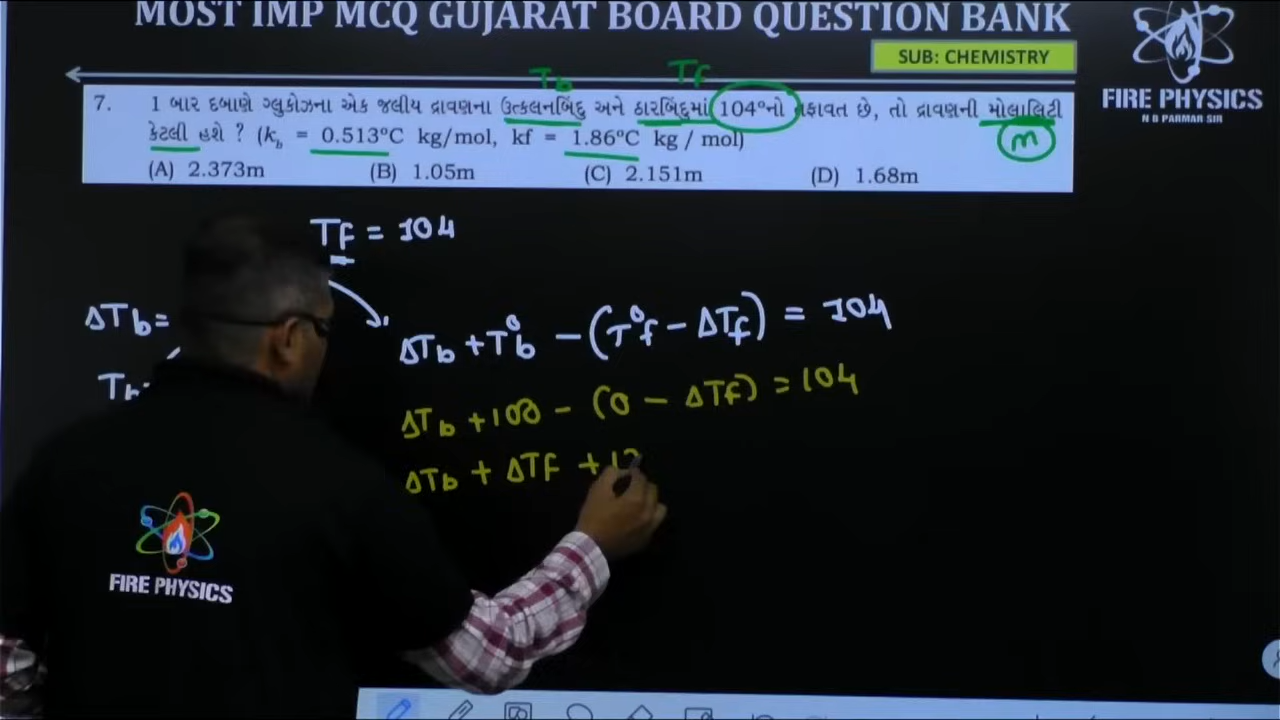 MOST IMP MCQ GUJARAT BOARD QUESTION BANK
SUB: CHEMISTRY
FIRE PHYSICS
N B PARMAR SIR
Tb
Tf
7. 1 બાર દબાણે ગ્લુકોઝના એક જલીય દ્રાવણના ઉત્કલનબિંદુ અને ઠારબિંદુમાં 104°નો તફાવત છે, તો દ્રાવણની મોલાલિટી
કેટલી હશે ? (kb = 0.513°C kg/mol, kf = 1.86°C kg / mol)
m
(A) 2.373m (B) 1.05m (C) 2.151m (D) 1.68m
Tf = 104
ΔTb =
ΔTb + T°b – (T°f – ΔTf) = 104
Tb
ΔTb + 100 – (0 – ΔTf) = 104
ΔTb + ΔTf + 1
FIRE PHYSICS